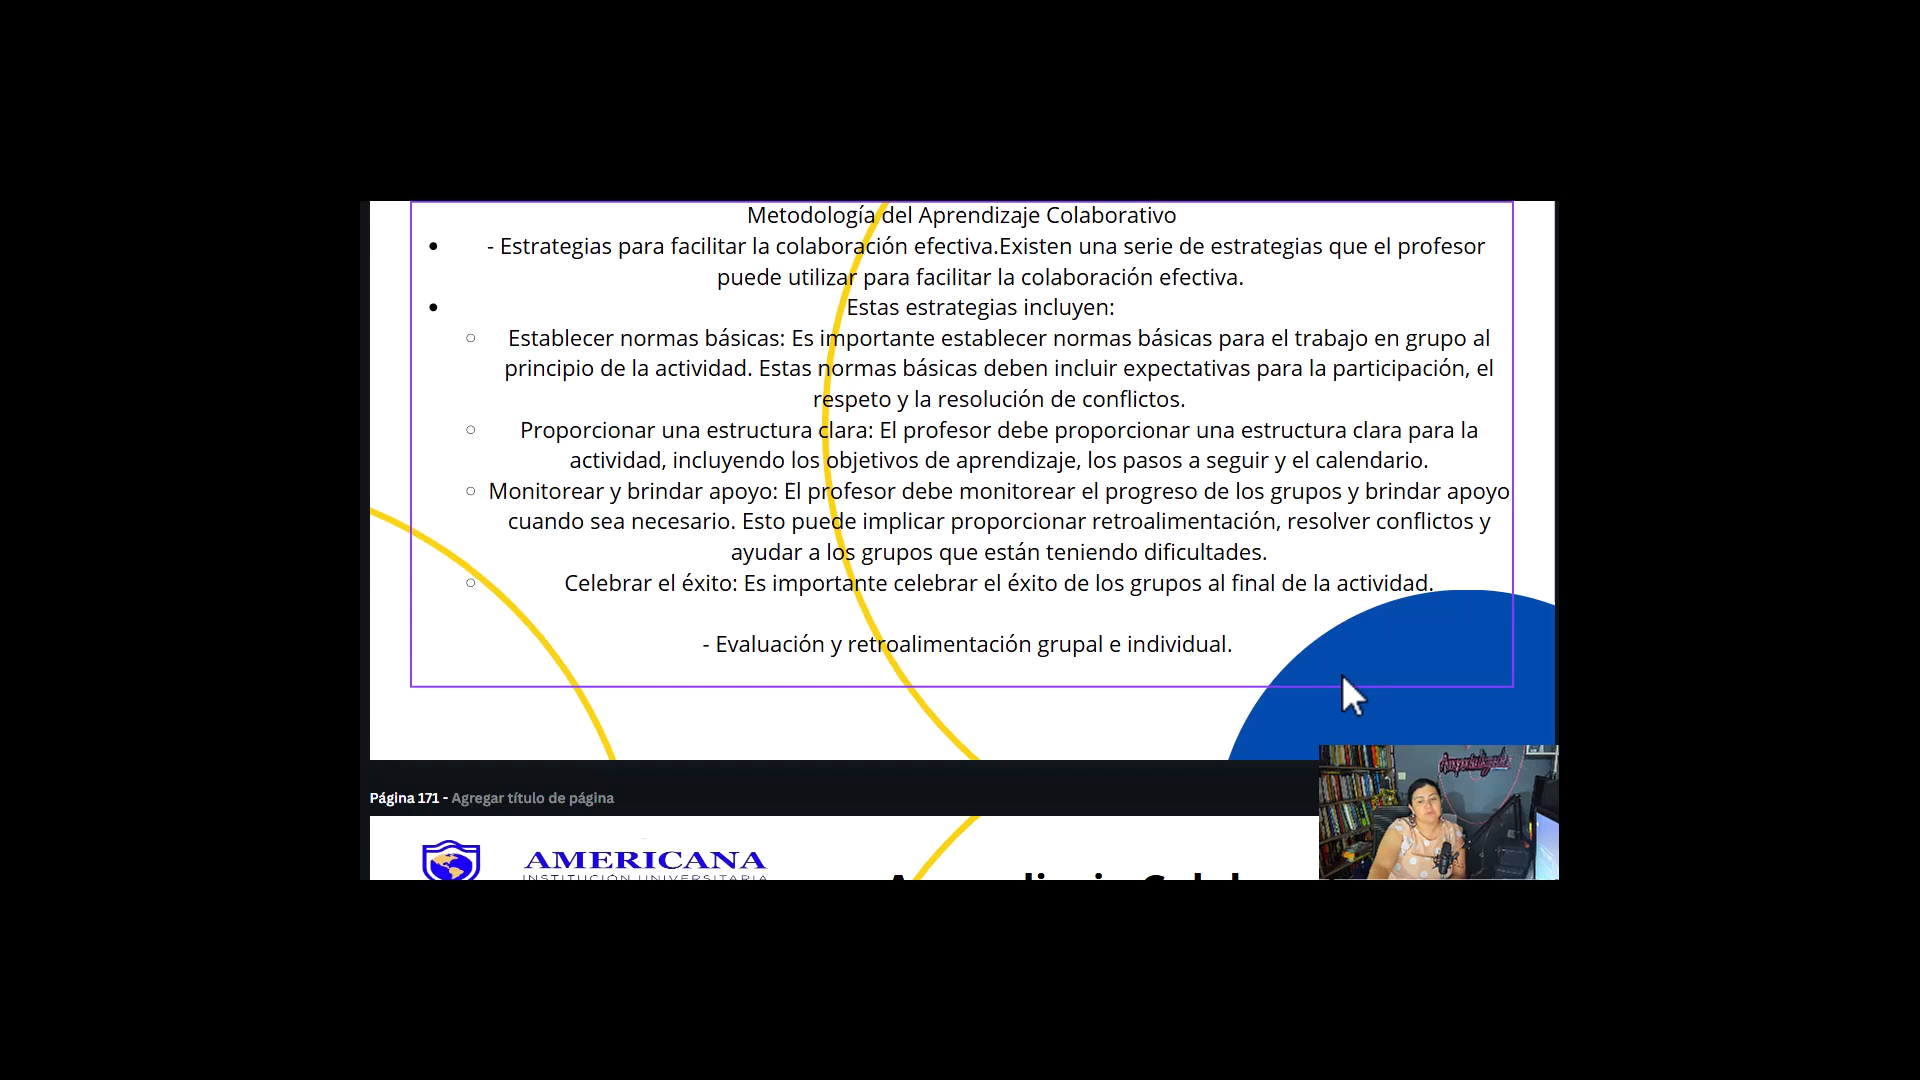 Metodología del Aprendizaje Colaborativo
- Estrategias para facilitar la colaboración efectiva.Existen una serie de estrategias que el profesor
puede utilizar para facilitar la colaboración efectiva.
Estas estrategias incluyen:
Establecer normas básicas: Es importante establecer normas básicas para el trabajo en grupo al
principio de la actividad. Estas normas básicas deben incluir expectativas para la participación, el
respeto y la resolución de conflictos.
Proporcionar una estructura clara: El profesor debe proporcionar una estructura clara para la
actividad, incluyendo los objetivos de aprendizaje, los pasos a seguir y el calendario.
Monitorear y brindar apoyo: El profesor debe monitorear el progreso de los grupos y brindar apoyo
cuando sea necesario. Esto puede implicar proporcionar retroalimentación, resolver conflictos y
ayudar a los grupos que están teniendo dificultades.
Celebrar el éxito: Es importante celebrar el éxito de los grupos al final de la actividad.
- Evaluación y retroalimentación grupal e individual.
Página 171 - Agregar título de página
AMERICANA
INSTITUCIÓN UNIVERSITARIA